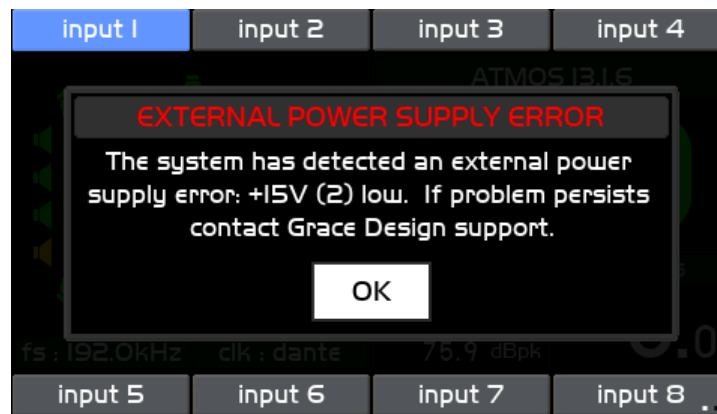 input 1
input 2
input 3
input 4
ATMOS 13.1.6
EXTERNAL POWER SUPPLY ERROR
The system has detected an external power
supply error: +15V (2) low. If problem persists
contact Grace Design support.
OK
fs : 192.0kHz
clk : dante
75.9 dBpk
input 5
input 6
input 7
input 8